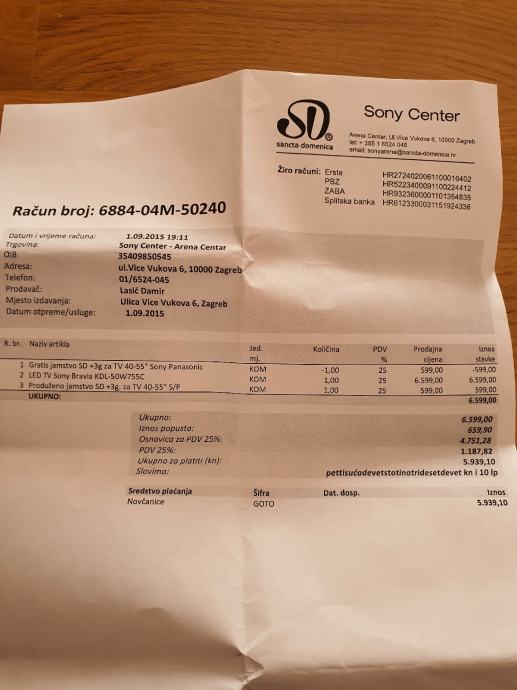 SD®
sancta domenica
Sony Center
Arena Centar, Ul.Vice Vukova 6, 10000 Zagreb
tel: + 385 1 6524 045
email: sonyarena@sancta-domenica.hr
Žiro računi: Erste HR2724020061100016402
PBZ HR5223400091100224412
ZABA HR9323600001101354835
Splitska banka HR6123300031151924336
Račun broj: 6884-04M-50240
Datum i vrijeme računa: 1.09.2015 19:11
Trgovina: Sony Center - Arena Centar
OIB 35409850545
Adresa: ul.Vice Vukova 6, 10000 Zagreb
Telefon: 01/6524-045
Prodavač: Lasić Damir
Mjesto izdavanja: Ulica Vice Vukova 6, Zagreb
Datum otpreme/usluge: 1.09.2015
R. br. Naziv artikla Jed. mj. Količina PDV % Prodajna cijena Iznos stavke
1 Gratis jamstvo SD +3g za TV 40-55" Sony Panasonic KOM -1,00 25 599,00 -599,00
2 LED TV Sony Bravia KDL-50W755C KOM 1,00 25 6.599,00 6.599,00
3 Produženo jamstvo SD +3g. za TV 40-55" S/P KOM 1,00 25 599,00 599,00
UKUPNO: 6.599,00
Ukupno: 6.599,00
Iznos popusta: 659,90
Osnovica za PDV 25%: 4.751,28
PDV 25%: 1.187,82
Ukupno za platiti (kn): 5.939,10
Slovima: pettisućadevetstotinatridesetdevet kn i 10 lp
Sredstvo plaćanja Šifra Dat. dosp. Iznos
Novčanice GOTO 5.939,10